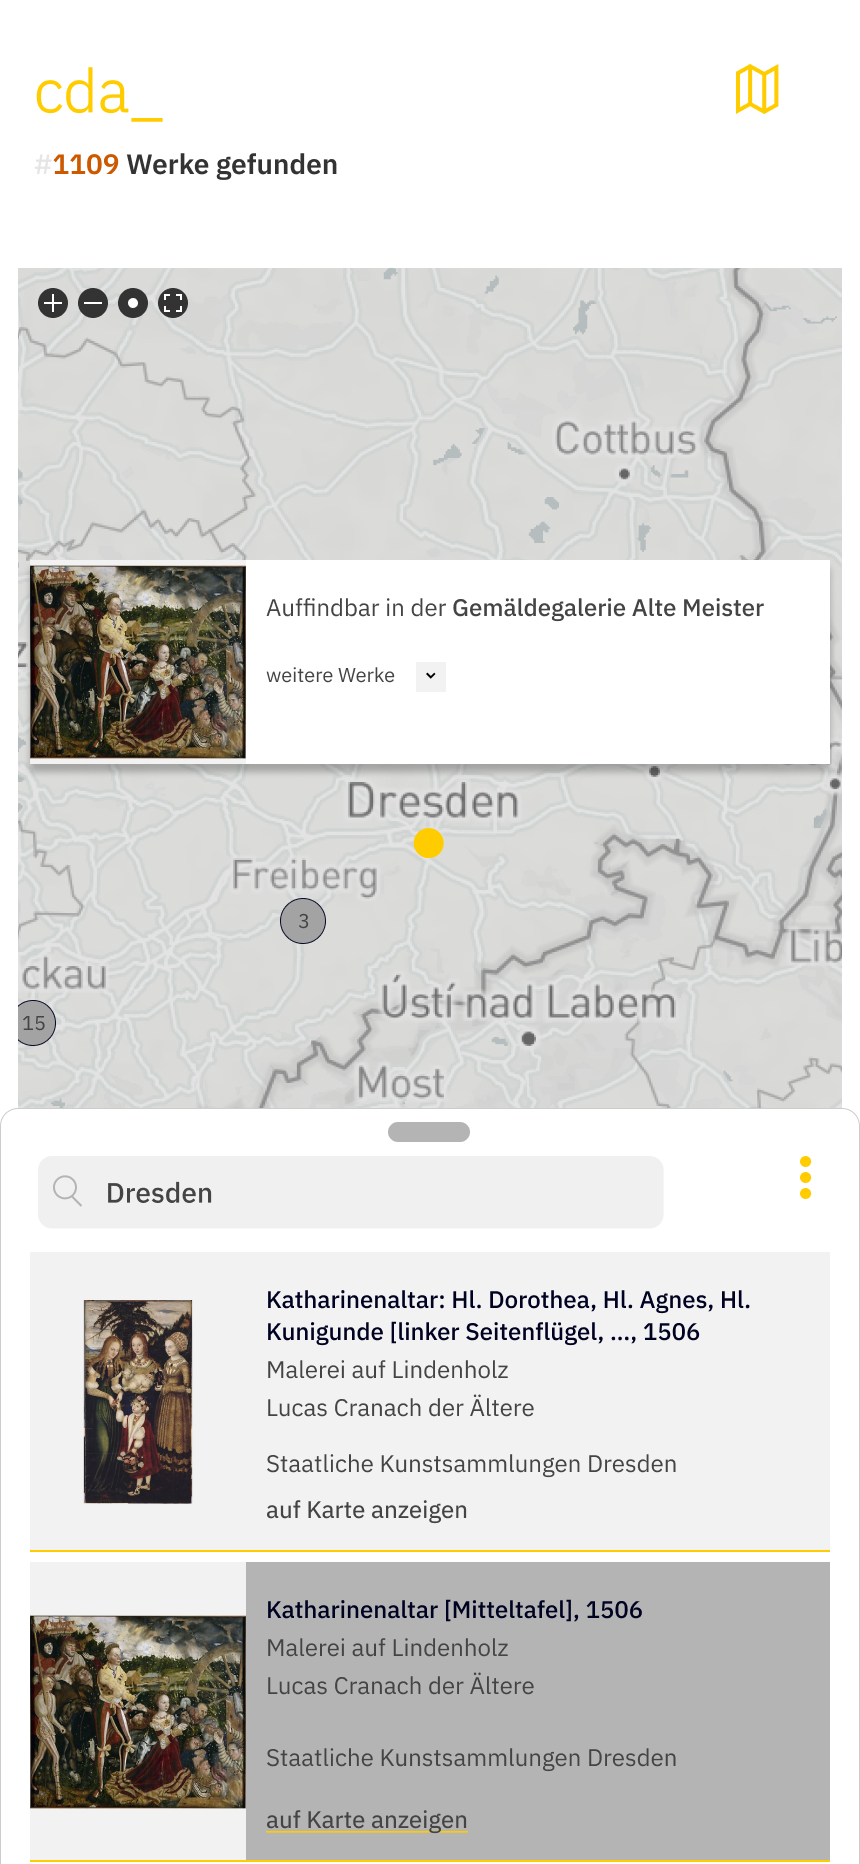 cda_
#1109 Werke gefunden
Cottbus
Auffindbar in der Gemäldegalerie Alte Meister
weitere Werke
Dresden
Freiberg
3
Lib
ckau
Ústí nad Labem
15
Most
Dresden
Katharinenaltar: Hl. Dorothea, Hl. Agnes, Hl.
Kunigunde [linker Seitenflügel, ..., 1506
Malerei auf Lindenholz
Lucas Cranach der Ältere
Staatliche Kunstsammlungen Dresden
auf Karte anzeigen
Katharinenaltar [Mitteltafel], 1506
Malerei auf Lindenholz
Lucas Cranach der Ältere
Staatliche Kunstsammlungen Dresden
auf Karte anzeigen